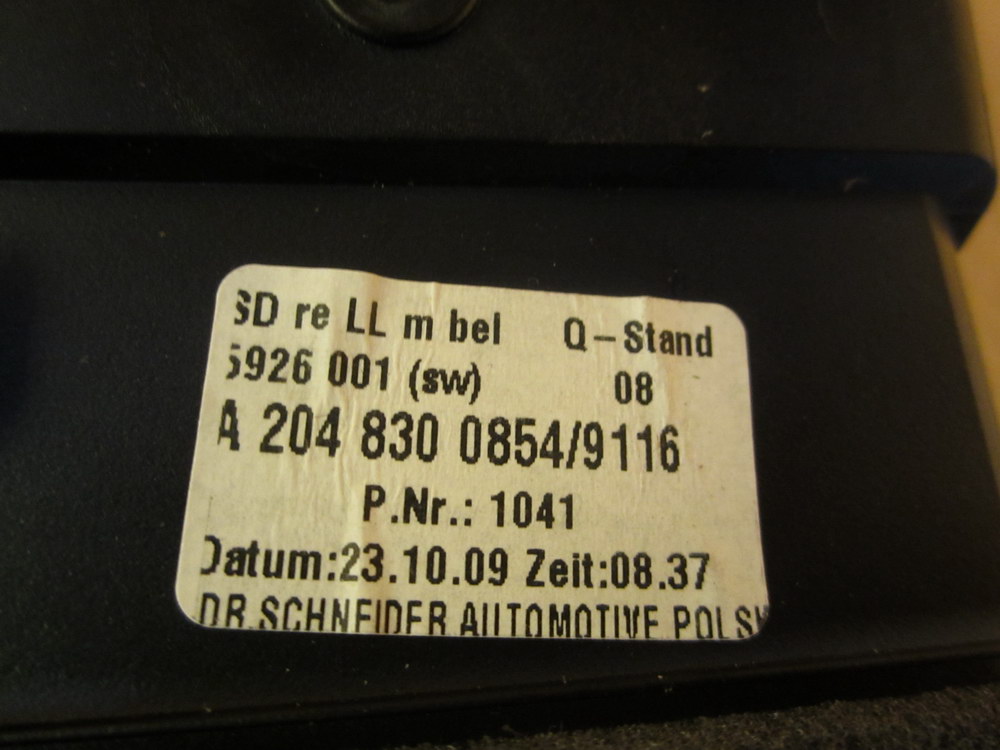 SD re LL m bel Q-Stand
5926 001 (sw) 08
A 204 830 0854/9116
P.Nr.: 1041
Datum:23.10.09 Zeit:08.37
DR.SCHNEIDER AUTOMOTIVE POLSK